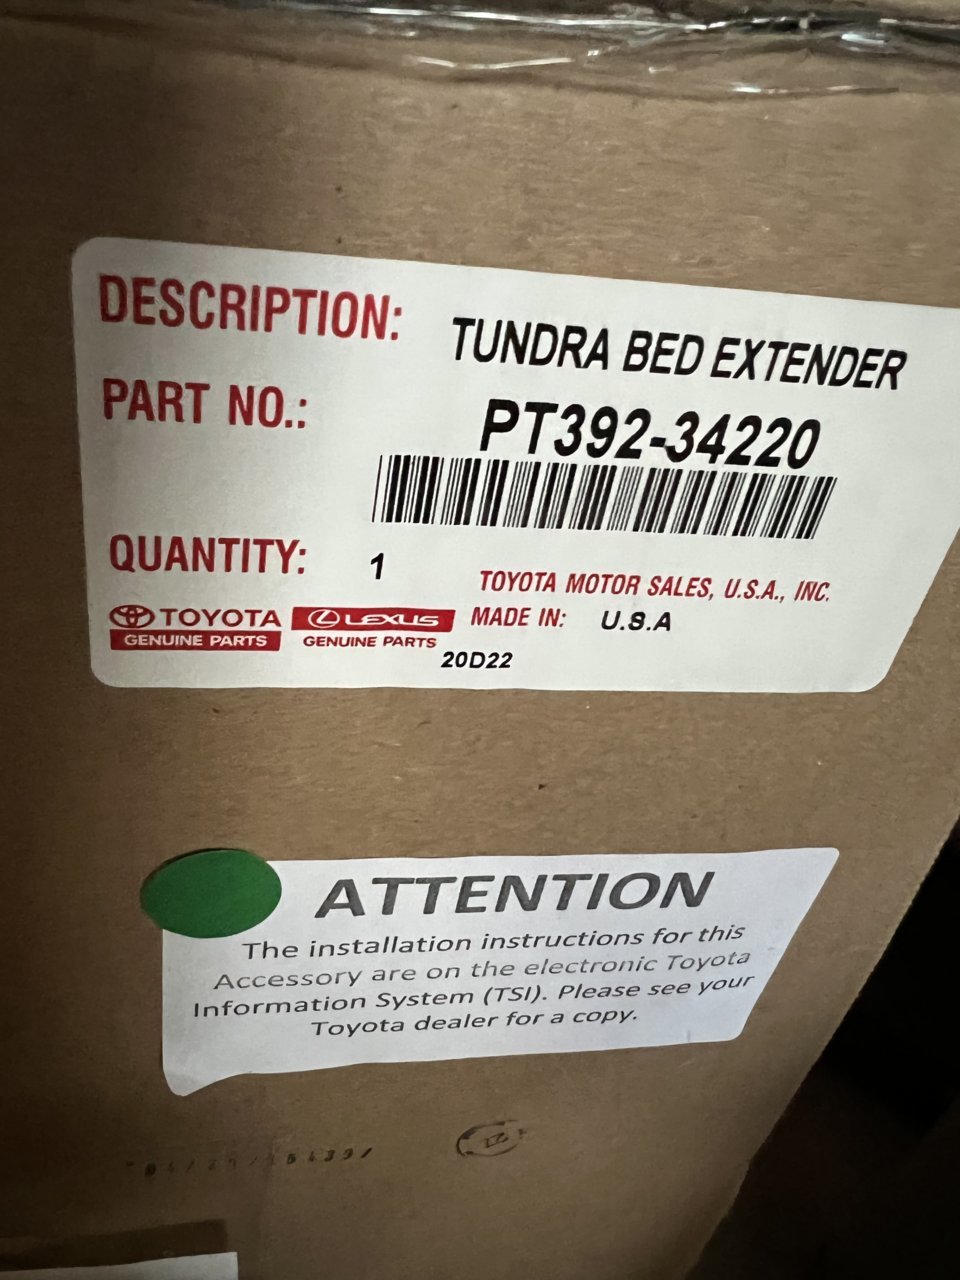 DESCRIPTION: TUNDRA BED EXTENDER
PART NO.: PT392-34220
QUANTITY: 1
TOYOTA MOTOR SALES, U.S.A., INC.
TOYOTA
GENUINE PARTS
LEXUS
GENUINE PARTS
MADE IN: U.S.A
20D22
ATTENTION
The installation instructions for this
Accessory are on the electronic Toyota
Information System (TSI). Please see your
Toyota dealer for a copy.